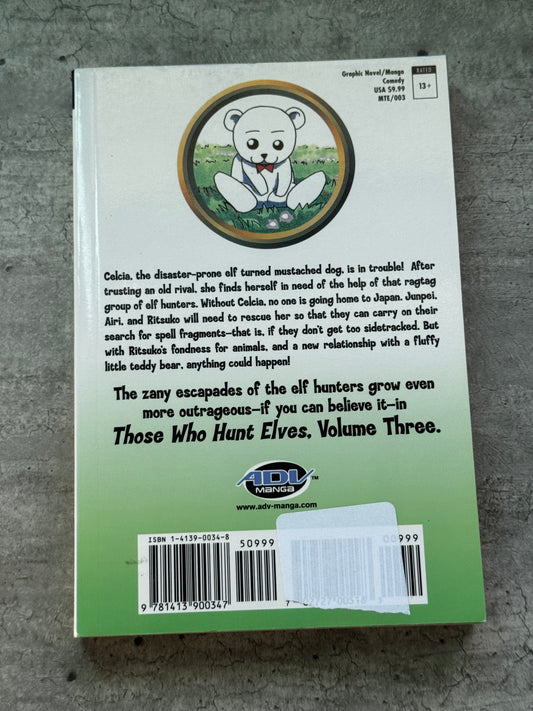 Graphic Novel/Manga
Comedy
USA $9.99
MTE/003
RATED
13+
Celcia, the disaster-prone elf turned mustached dog, is in trouble! After
trusting an old rival, she finds herself in need of the help of that ragtag
group of elf hunters. Without Celcia, no one is going home to Japan. Junpei,
Airi, and Ritsuko will need to rescue her so that they can carry on their
search for spell fragments—that is, if they don't get too sidetracked. But
with Ritsuko's fondness for animals, and a new relationship with a fluffy
little teddy bear, anything could happen!
The zany escapades of the elf hunters grow even
more outrageous—if you can believe it—in
Those Who Hunt Elves, Volume Three.
ADV™
MANGA
www.adv-manga.com
ISBN 1-4139-0034-8
50999
00999
9 781413 900347